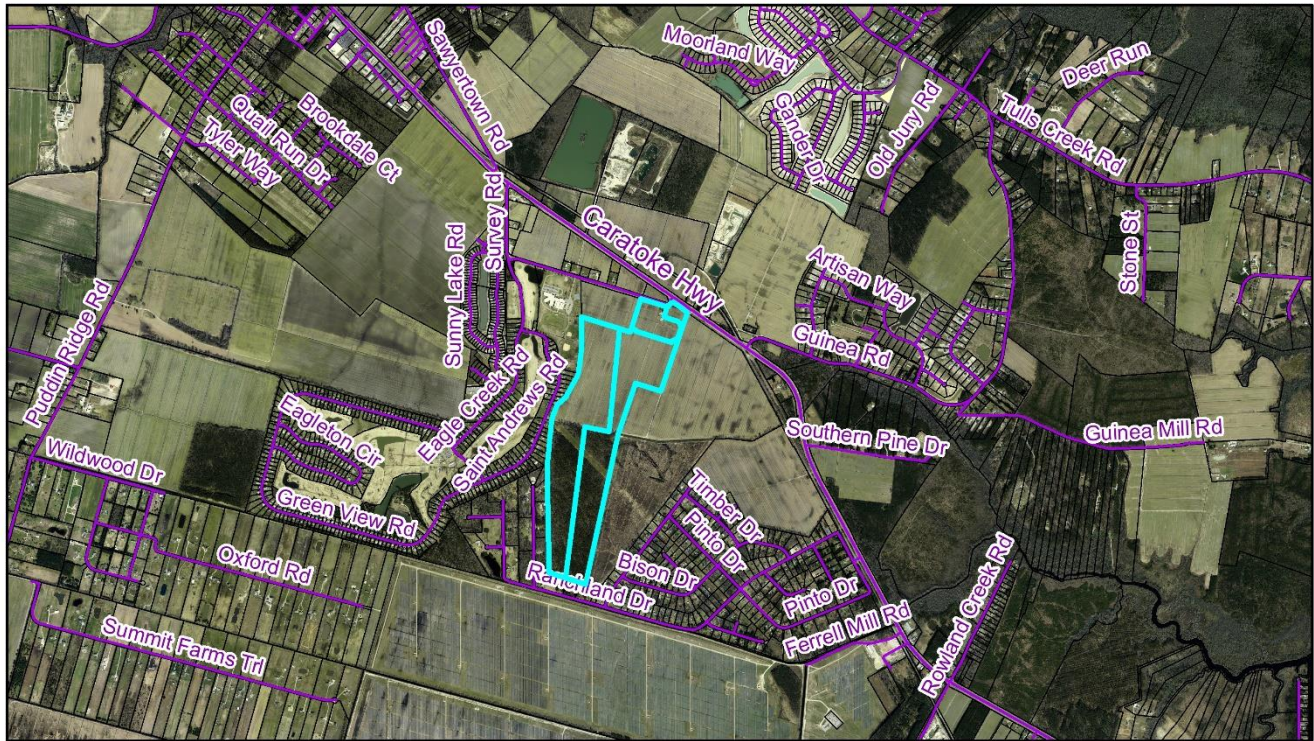 Moorland Way
Sawyertown Rd
Deer Run
Quail Run Dr
Brookdale Ct
Tyler Way
Gander Dr
Old Jury Rd
Tulls Creek Rd
Survey Rd
Sunny Lake Rd
Caratoke Hwy
Stone St
Artisan Way
Puddin Ridge Rd
Guinea Rd
Eagle Creek Rd
Saint Andrews Rd
Eagleton Cir
Southern Pine Dr
Guinea Mill Rd
Wildwood Dr
Green View Rd
Timber Dr
Pinto Dr
Oxford Rd
Bison Dr
Ranchland Dr
Pinto Dr
Ferrell Mill Rd
Rowland Creek Rd
Summit Farms Trl